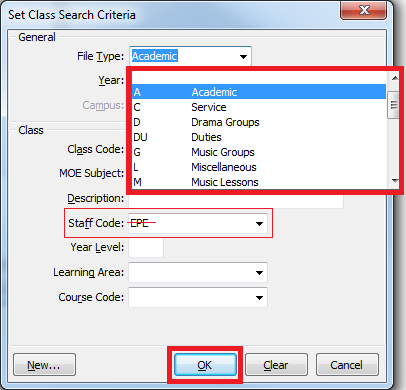 Set Class Search Criteria
General
File Type: Academic
Year:
A Academic
Campus:
C Service
D Drama Groups
DU Duties
G Music Groups
L Miscellaneous
M Music Lessons
Class
Class Code:
MOE Subject:
Description:
Staff Code: EPE
Year Level:
Learning Area:
Course Code:
New... OK Clear Cancel